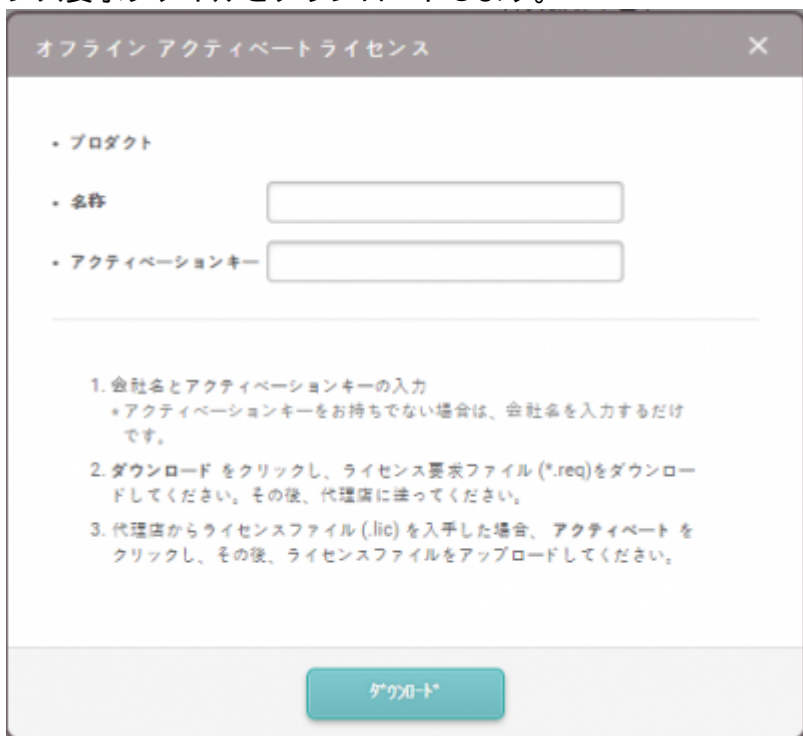 オフライン アクティベートライセンス
• プロダクト
• 名称
• アクティベーションキー
1. 会社名とアクティベーションキーの入力
*アクティベーションキーをお持ちでない場合は、会社名を入力するだけ
です。
2. ダウンロード をクリックし、ライセンス要求ファイル (*.req)をダウンロー
ドしてください。その後、代理店に送ってください。
3. 代理店からライセンスファイル (.lic) を入手した場合、 アクティベート を
クリックし、その後、ライセンスファイルをアップロードしてください。
ダウンロード